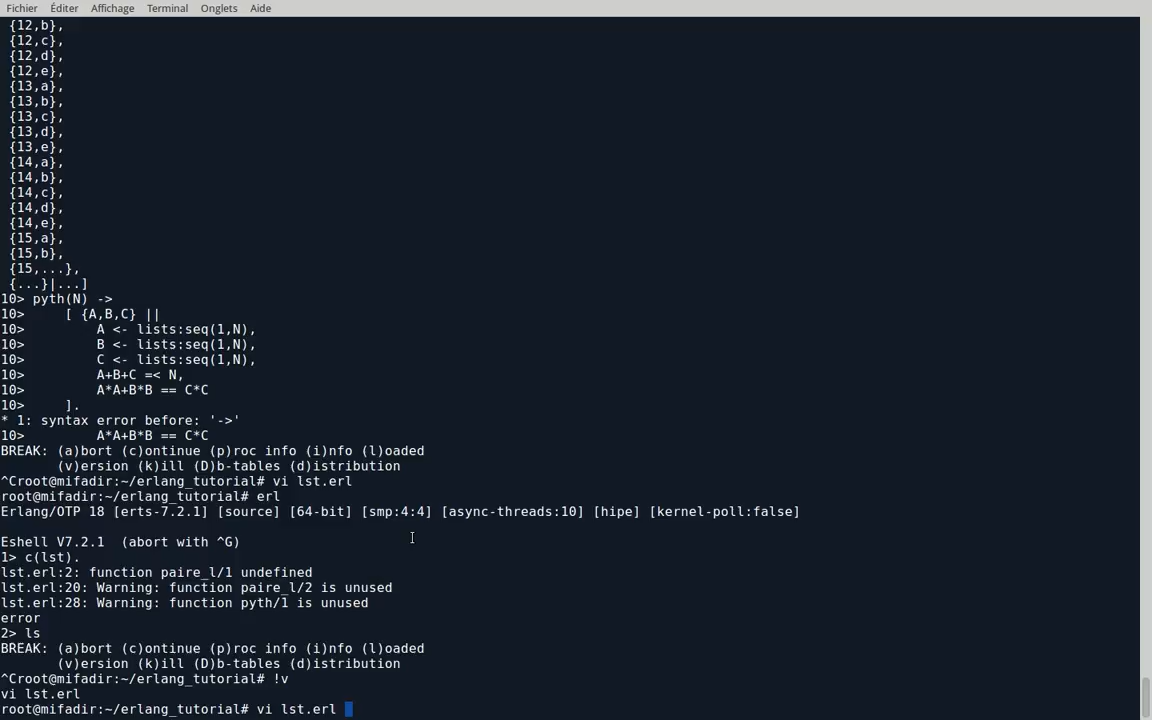 Fichier Éditer Affichage Terminal Onglets Aide
{12,b},
{12,c},
{12,d},
{12,e},
{13,a},
{13,b},
{13,c},
{13,d},
{13,e},
{14,a},
{14,b},
{14,c},
{14,d},
{14,e},
{15,a},
{15,b},
{15,...},
{...}|...]
10> pyth(N) ->
10>     [ {A,B,C} ||
10>         A <- lists:seq(1,N),
10>         B <- lists:seq(1,N),
10>         C <- lists:seq(1,N),
10>         A+B+C =< N,
10>         A*A+B*B == C*C
10>     ].
* 1: syntax error before: '->'
10>         A*A+B*B == C*C
BREAK: (a)bort (c)ontinue (p)roc info (i)nfo (l)oaded
       (v)ersion (k)ill (D)b-tables (d)istribution
^Croot@mifadir:~/erlang_tutorial# vi lst.erl
root@mifadir:~/erlang_tutorial# erl
Erlang/OTP 18 [erts-7.2.1] [source] [64-bit] [smp:4:4] [async-threads:10] [hipe] [kernel-poll:false]
Eshell V7.2.1  (abort with ^G)
1> c(lst).
lst.erl:2: function paire_l/1 undefined
lst.erl:20: Warning: function paire_l/2 is unused
lst.erl:28: Warning: function pyth/1 is unused
error
2> ls
BREAK: (a)bort (c)ontinue (p)roc info (i)nfo (l)oaded
       (v)ersion (k)ill (D)b-tables (d)istribution
^Croot@mifadir:~/erlang_tutorial# !v
vi lst.erl
root@mifadir:~/erlang_tutorial# vi lst.erl